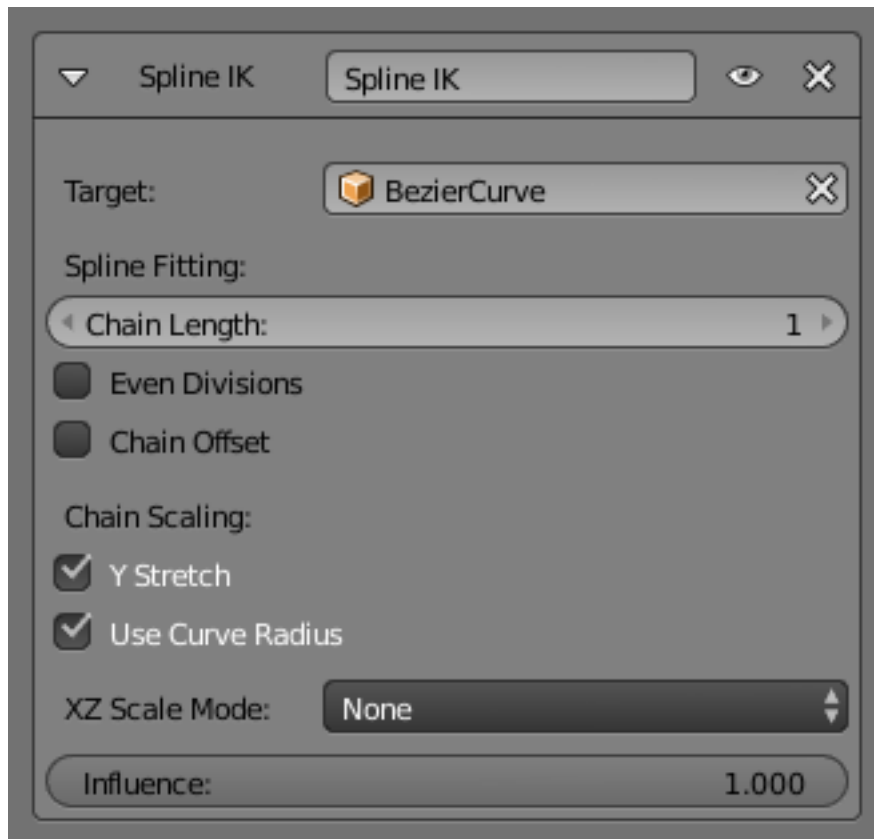 Spline IK Spline IK
Target: BezierCurve
Spline Fitting:
Chain Length: 1
Even Divisions
Chain Offset
Chain Scaling:
Y Stretch
Use Curve Radius
XZ Scale Mode: None
Influence: 1.000